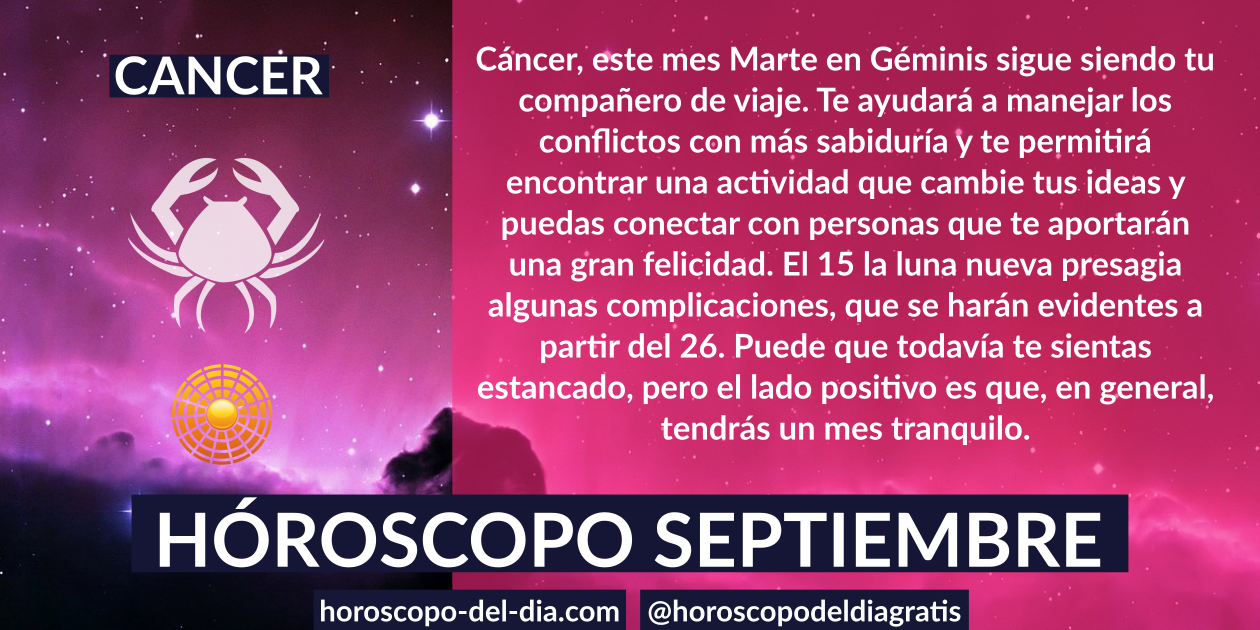 CANCER
Cáncer, este mes Marte en Géminis sigue siendo tu
compañero de viaje. Te ayudará a manejar los
conflictos con más sabiduría y te permitirá
encontrar una actividad que cambie tus ideas y
puedas conectar con personas que te aportarán
una gran felicidad. El 15 la luna nueva presagia
algunas complicaciones, que se harán evidentes a
partir del 26. Puede que todavía te sientas
estancado, pero el lado positivo es que, en general,
tendrás un mes tranquilo.
HÓROSCOPO SEPTIEMBRE
horoscopo-del-dia.com
@horoscopodeldiagratis